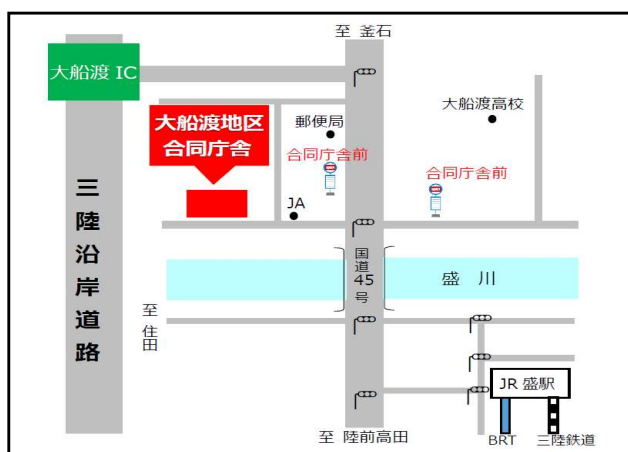 至 釜石
大船渡 IC
大船渡高校
大船渡地区
合同庁舎
郵便局
合同庁舎前
合同庁舎前
JA
三陸沿岸道路
国道45号
盛 川
至 住田
JR 盛駅
至 陸前高田
BRT
三陸鉄道